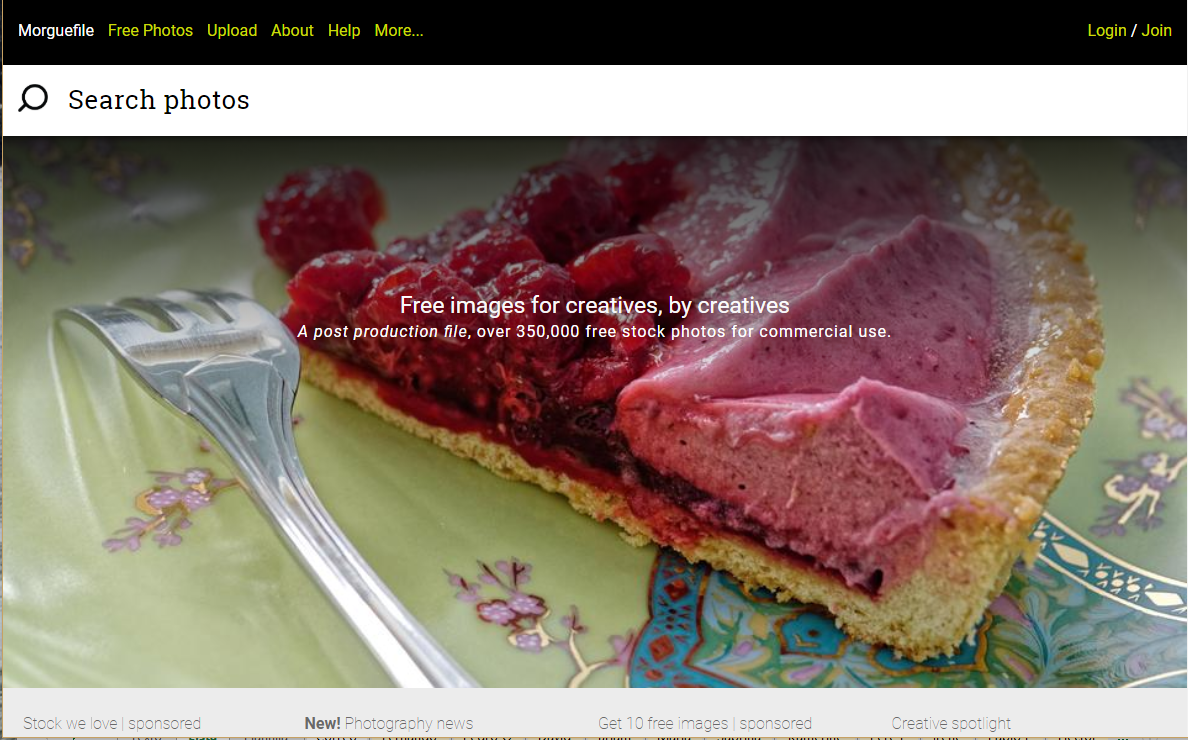 Morguefile Free Photos Upload About Help More... Login / Join
Search photos
Free images for creatives, by creatives
A post production file, over 350,000 free stock photos for commercial use.
Stock we love | sponsored New! Photography news Get 10 free images | sponsored Creative spotlight